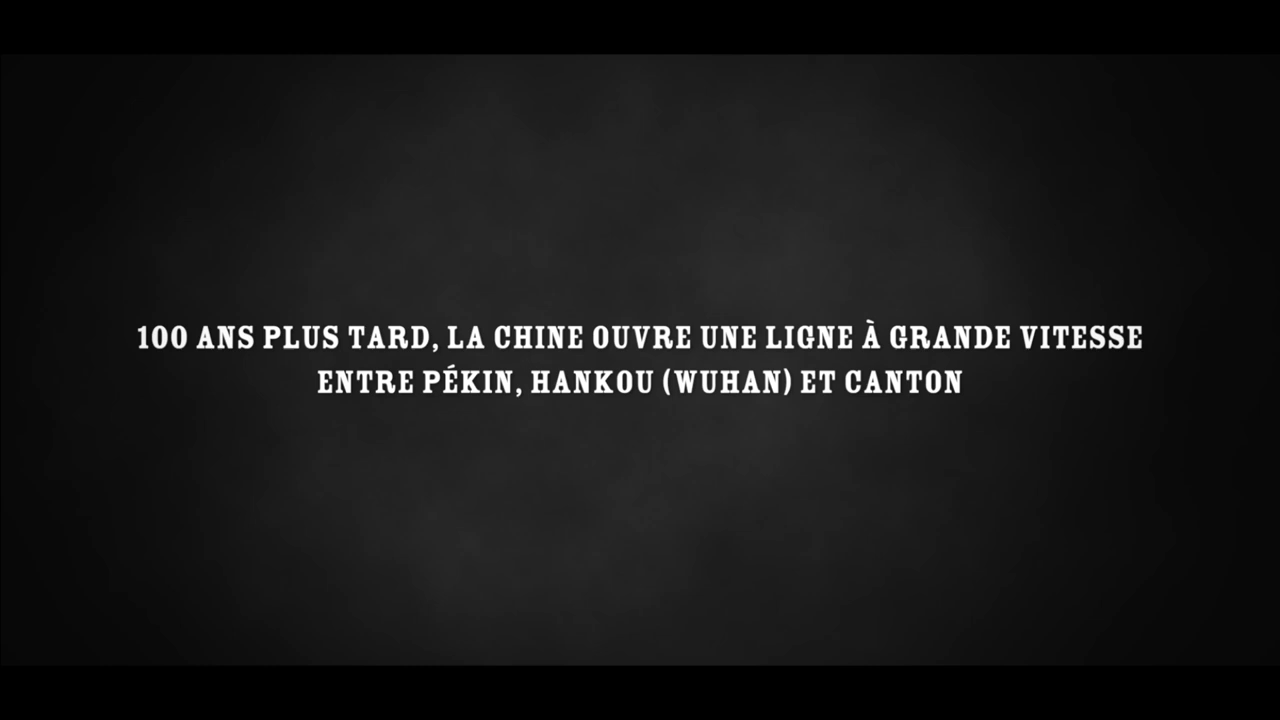 100 ANS PLUS TARD, LA CHINE OUVRE UNE LIGNE À GRANDE VITESSE
ENTRE PÉKIN, HANKOU (WUHAN) ET CANTON